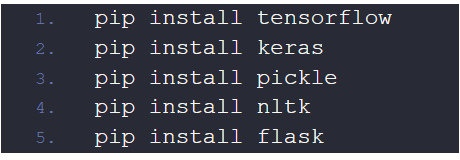 1. pip install tensorflow
2. pip install keras
3. pip install pickle
4. pip install nltk
5. pip install flask